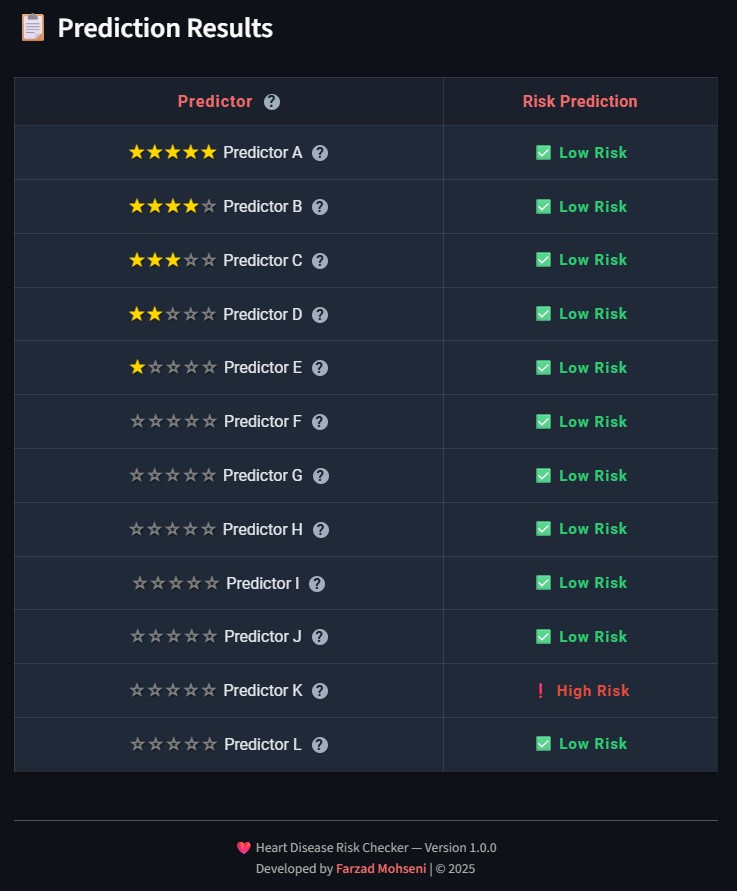 Prediction Results
Predictor ? Risk Prediction
Predictor A ? Low Risk
Predictor B ? Low Risk
Predictor C ? Low Risk
Predictor D ? Low Risk
Predictor E ? Low Risk
Predictor F ? Low Risk
Predictor G ? Low Risk
Predictor H ? Low Risk
Predictor I ? Low Risk
Predictor J ? Low Risk
Predictor K ? High Risk
Predictor L ? Low Risk
Heart Disease Risk Checker — Version 1.0.0
Developed by Farzad Mohseni | © 2025